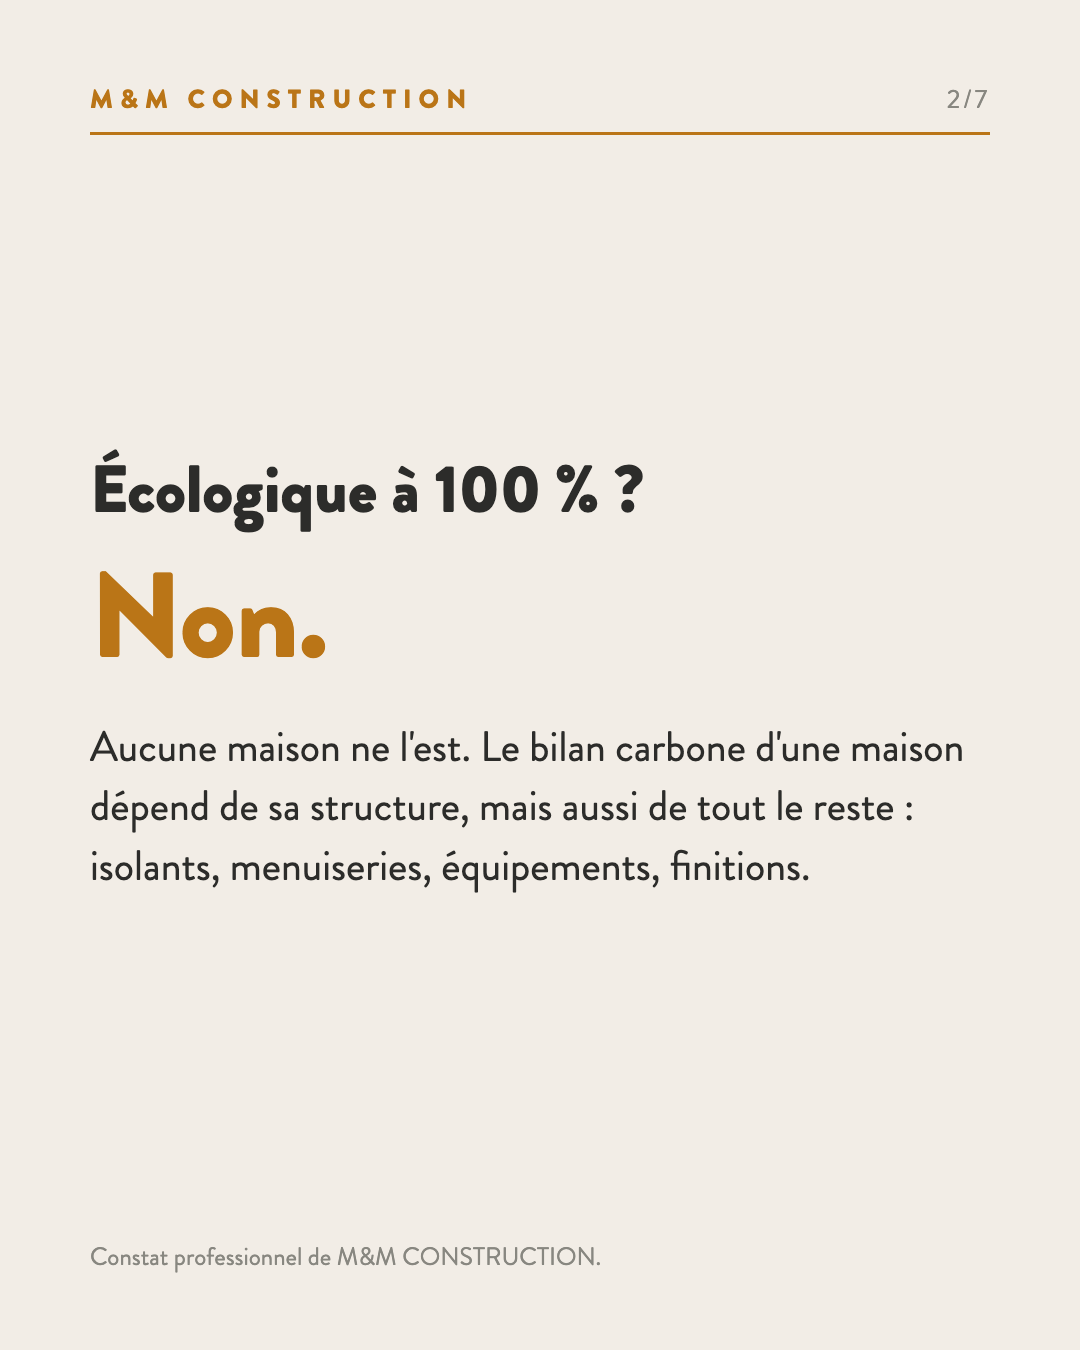 M&M CONSTRUCTION
2/7
Écologique à 100 % ?
Non.
Aucune maison ne l'est. Le bilan carbone d'une maison
dépend de sa structure, mais aussi de tout le reste :
isolants, menuiseries, équipements, finitions.
Constat professionnel de M&M CONSTRUCTION.